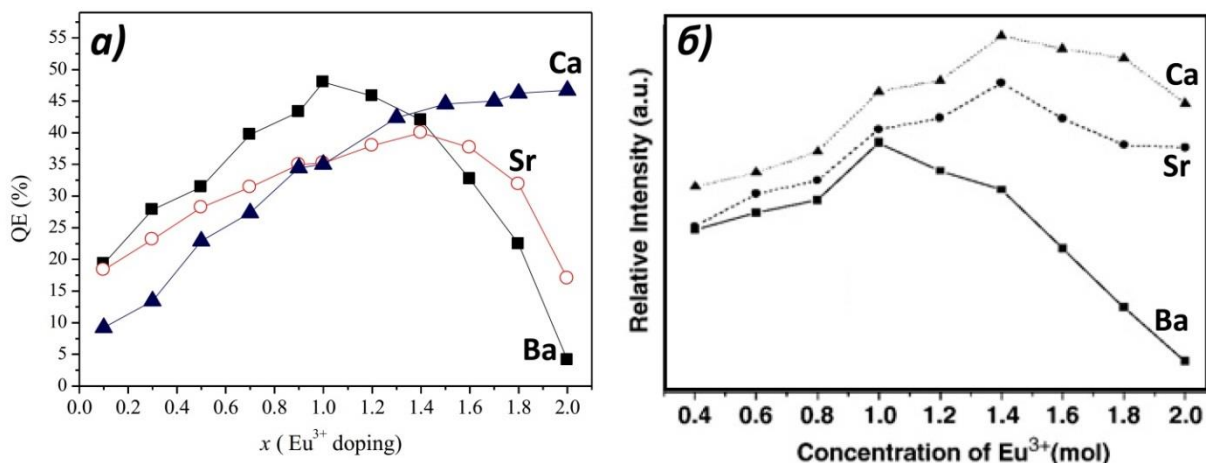 а)
Ca
Sr
Ba
QE (%)
55
50
45
40
35
30
25
20
15
10
5
0
0.0 0.2 0.4 0.6 0.8 1.0 1.2 1.4 1.6 1.8 2.0
x ( Eu³⁺ doping)
б)
Ca
Sr
Ba
Relative Intensity (a.u.)
0.4 0.6 0.8 1.0 1.2 1.4 1.6 1.8 2.0
Concentration of Eu³⁺(mol)